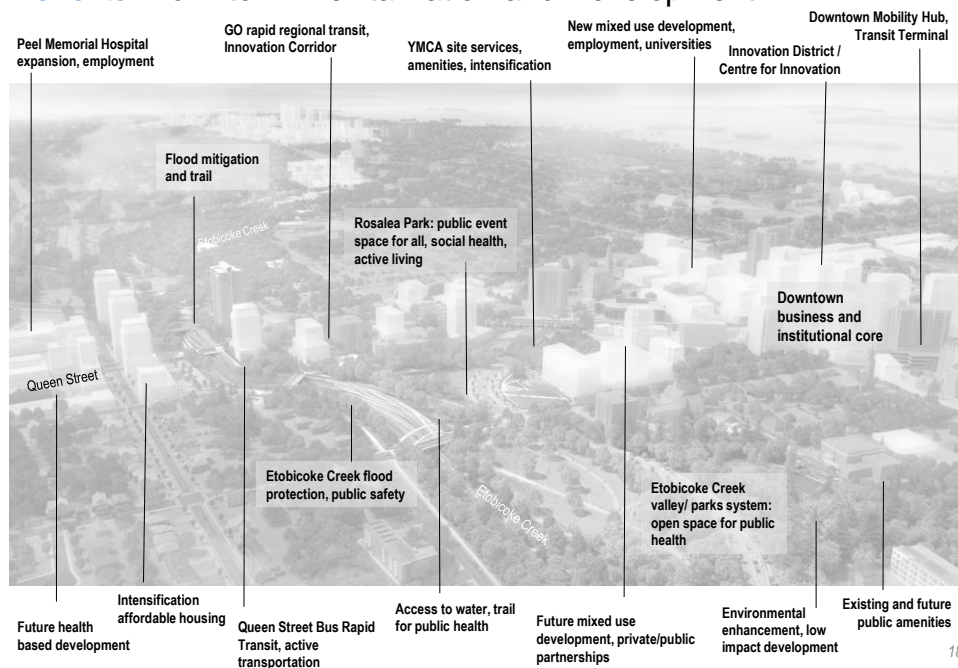 Peel Memorial Hospital
expansion, employment
GO rapid regional transit,
Innovation Corridor
YMCA site services,
amenities, intensification
New mixed use development,
employment, universities
Innovation District /
Centre for Innovation
Downtown Mobility Hub,
Transit Terminal
Flood mitigation
and trail
Etobicoke Creek
Rosalea Park: public event
space for all, social health,
active living
Downtown
business and
institutional core
Queen Street
Etobicoke Creek flood
protection, public safety
Etobicoke Creek
Etobicoke Creek
valley/ parks system:
open space for public
health
Future health
based development
Intensification
affordable housing
Queen Street Bus Rapid
Transit, active
transportation
Access to water, trail
for public health
Future mixed use
development, private/public
partnerships
Environmental
enhancement, low
impact development
Existing and future
public amenities
18